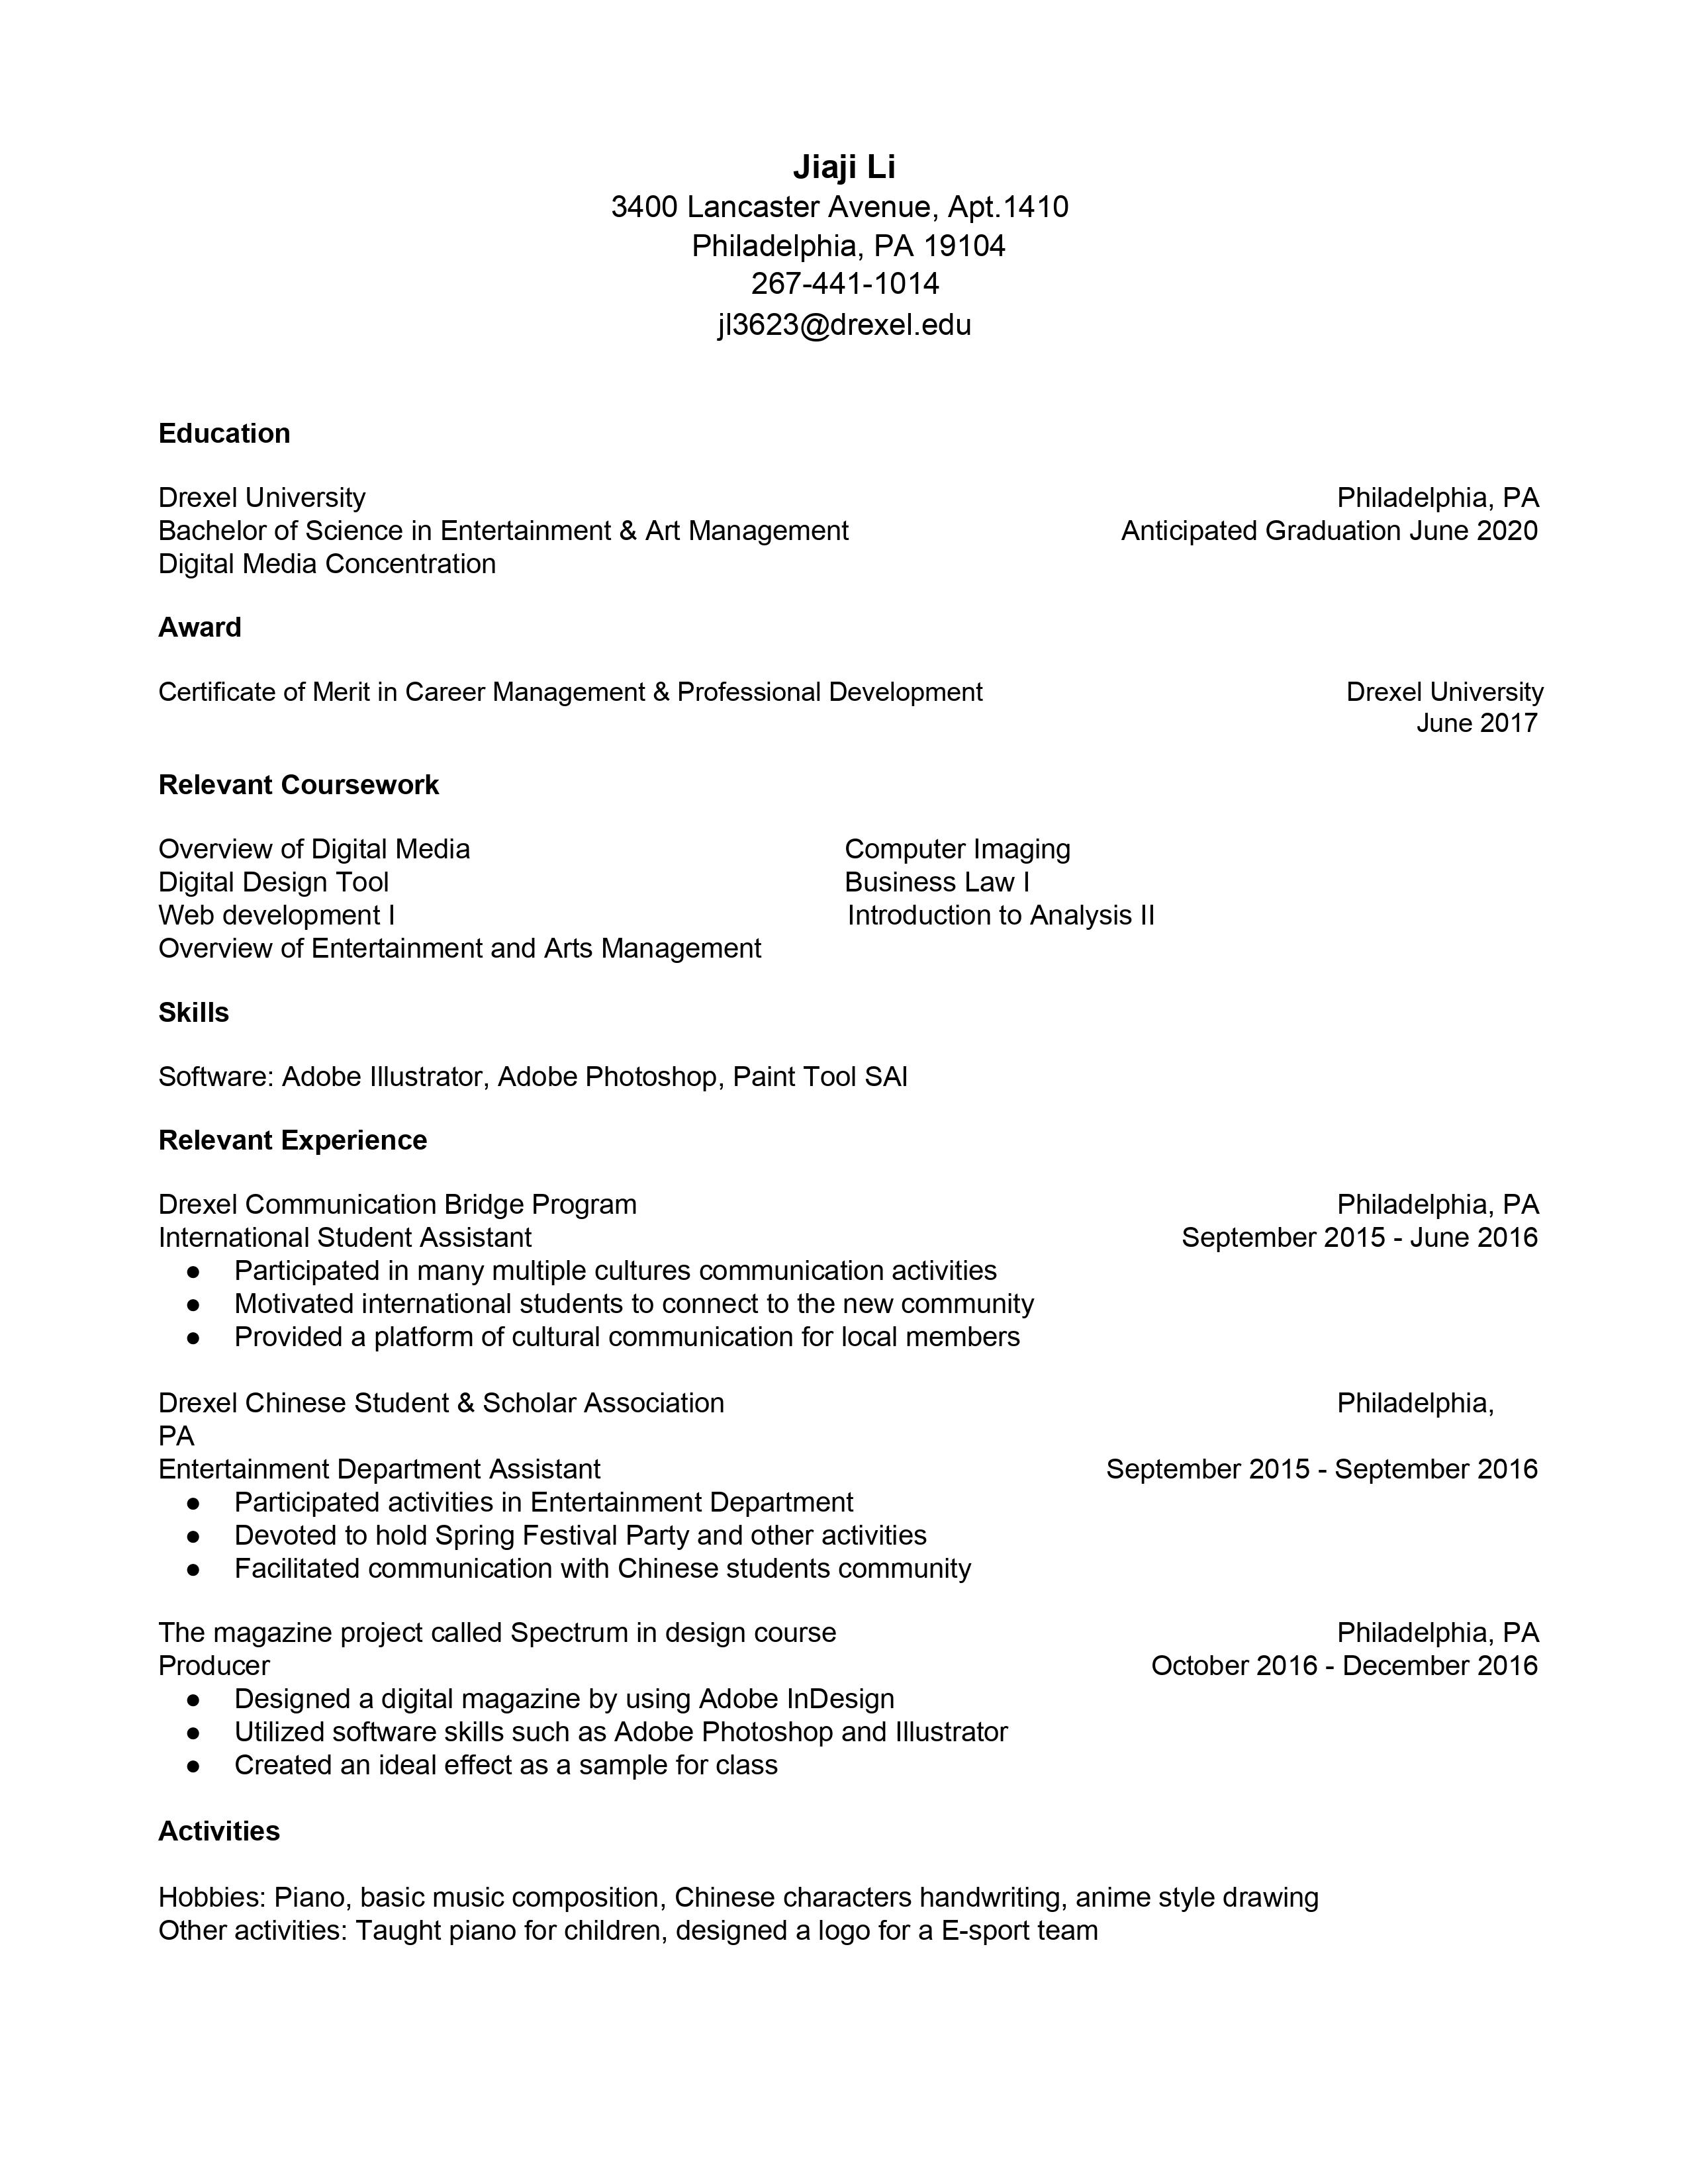 Jiaji Li
3400 Lancaster Avenue, Apt.1410
Philadelphia, PA 19104
267-441-1014
jl3623@drexel.edu
Education
Drexel University Philadelphia, PA
Bachelor of Science in Entertainment & Art Management Anticipated Graduation June 2020
Digital Media Concentration
Award
Certificate of Merit in Career Management & Professional Development Drexel University
June 2017
Relevant Coursework
Overview of Digital Media Computer Imaging
Digital Design Tool Business Law I
Web development I Introduction to Analysis II
Overview of Entertainment and Arts Management
Skills
Software: Adobe Illustrator, Adobe Photoshop, Paint Tool SAI
Relevant Experience
Drexel Communication Bridge Program Philadelphia, PA
International Student Assistant September 2015 - June 2016
● Participated in many multiple cultures communication activities
● Motivated international students to connect to the new community
● Provided a platform of cultural communication for local members
Drexel Chinese Student & Scholar Association Philadelphia,
PA
Entertainment Department Assistant September 2015 - September 2016
● Participated activities in Entertainment Department
● Devoted to hold Spring Festival Party and other activities
● Facilitated communication with Chinese students community
The magazine project called Spectrum in design course Philadelphia, PA
Producer October 2016 - December 2016
● Designed a digital magazine by using Adobe InDesign
● Utilized software skills such as Adobe Photoshop and Illustrator
● Created an ideal effect as a sample for class
Activities
Hobbies: Piano, basic music composition, Chinese characters handwriting, anime style drawing
Other activities: Taught piano for children, designed a logo for a E-sport team